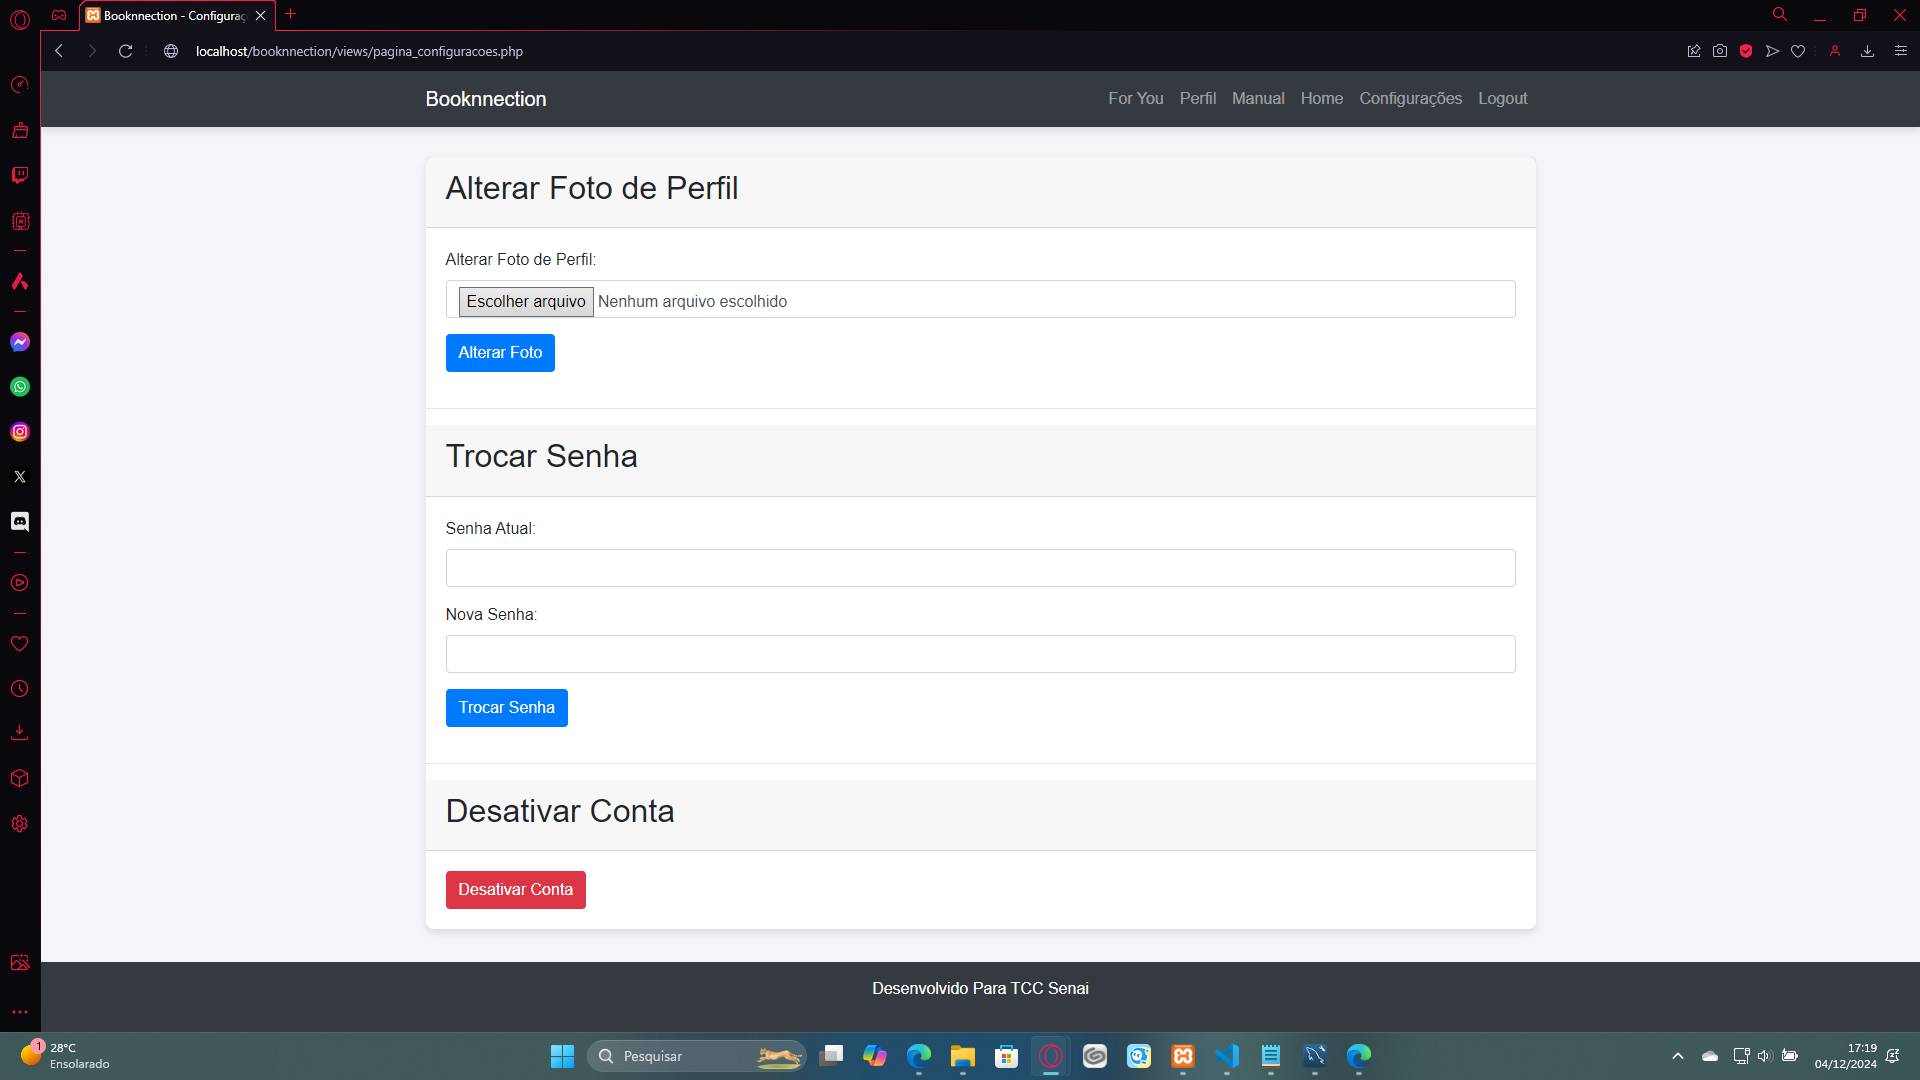 Booknnection - Configuraç
localhost/booknnection/views/pagina_configuracoes.php
Booknnection
For You Perfil Manual Home Configurações Logout
Alterar Foto de Perfil
Alterar Foto de Perfil:
Escolher arquivo Nenhum arquivo escolhido
Alterar Foto
Trocar Senha
Senha Atual:
Nova Senha:
Trocar Senha
Desativar Conta
Desativar Conta
Desenvolvido Para TCC Senai
1
28°C
Ensolarado
Pesquisar
17:19
04/12/2024